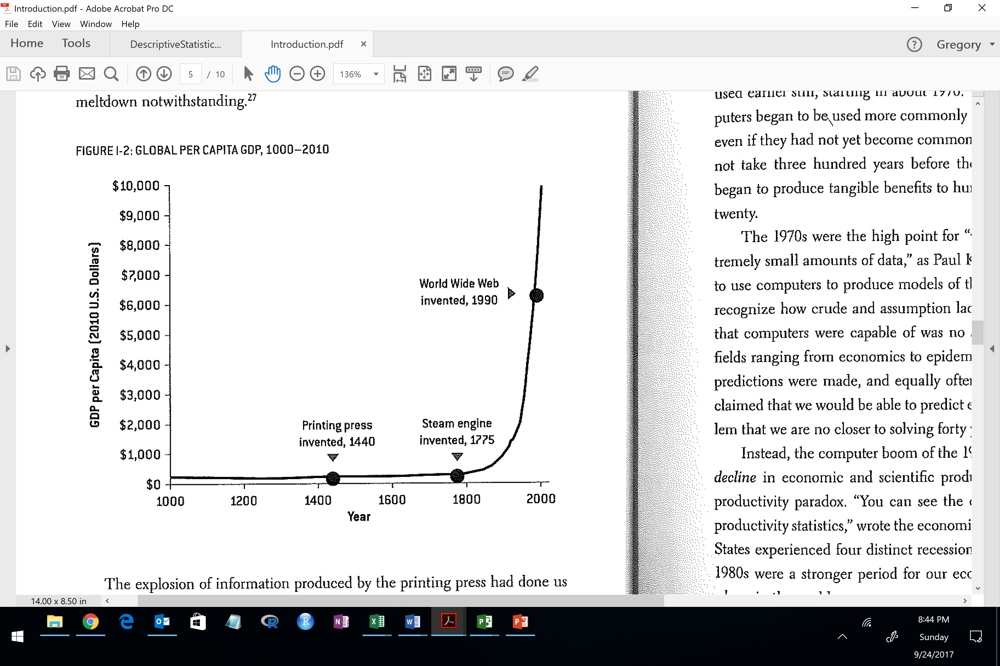 Introduction.pdf - Adobe Acrobat Pro DC
File Edit View Window Help
Home Tools DescriptiveStatistic... Introduction.pdf Gregory
5 / 10 136%
meltdown notwithstanding.27
FIGURE I-2: GLOBAL PER CAPITA GDP, 1000–2010
GDP per Capita (2010 U.S. Dollars)
$10,000
$9,000
$8,000
$7,000
$6,000
$5,000
$4,000
$3,000
$2,000
$1,000
$0
World Wide Web
invented, 1990
Printing press
invented, 1440
Steam engine
invented, 1775
1000 1200 1400 1600 1800 2000
Year
The explosion of information produced by the printing press had done us
used earlier still, starting in about 1970.
puters began to be used more commonly
even if they had not yet become common
not take three hundred years before
began to produce tangible benefits to
twenty.
The 1970s were the high point for “
tremely small amounts of data,” as Paul
to use computers to produce models of
recognize how crude and assumption
that computers were capable of was no
fields ranging from economics to
predictions were made, and equally
claimed that we would be able to predict
lem that we are no closer to solving forty
Instead, the computer boom of the
decline in economic and scientific
productivity paradox. “You can see the
productivity statistics,” wrote the
States experienced four distinct
1980s were a stronger period for our
14.00 x 8.50 in
8:44 PM
Sunday
9/24/2017